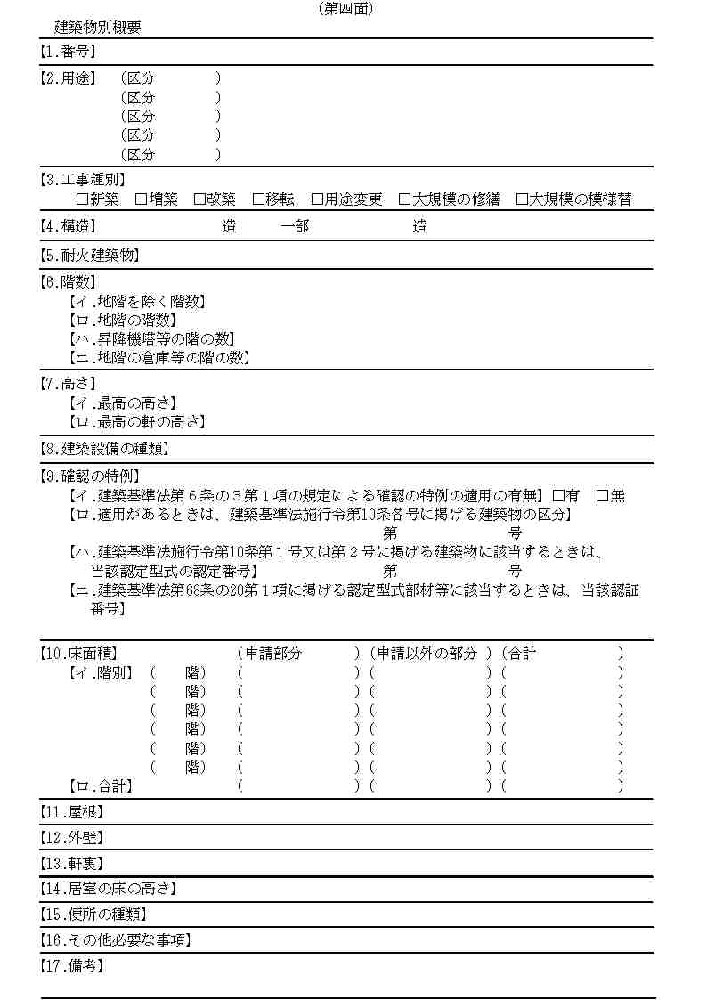 （第四面）
建築物別概要
【1.番号】
【2.用途】　（区分　　　　）
（区分　　　　）
（区分　　　　）
（区分　　　　）
（区分　　　　）
【3.工事種別】
□新築　□増築　□改築　□移転　□用途変更　□大規模の修繕　□大規模の模様替
【4.構造】　　　　　　　　造　　　一部　　　　　　　造
【5.耐火建築物】
【6.階数】
【イ.地階を除く階数】
【ロ.地階の階数】
【ハ.昇降機塔等の階の数】
【ニ.地階の倉庫等の階の数】
【7.高さ】
【イ.最高の高さ】
【ロ.最高の軒の高さ】
【8.建築設備の種類】
【9.確認の特例】
【イ.建築基準法第６条の３第１項の規定による確認の特例の適用の有無】□有　□無
【ロ.適用があるときは、建築基準法施行令第10条各号に掲げる建築物の区分】
第　　　　　　　号
【ハ.建築基準法施行令第10条第１号又は第２号に掲げる建築物に該当するときは、
当該認定型式の認定番号】　　　　　　　　第　　　　　　　号
【ニ.建築基準法第68条の20第１項に掲げる認定型式部材等に該当するときは、当該認証
番号】
【10.床面積】　　　　　　　　（申請部分　　　）（申請以外の部分）（合計　　　　　）
【イ.階別】（　　階）　（　　　　　　　）（　　　　　　　）（　　　　　　　）
（　　階）　（　　　　　　　）（　　　　　　　）（　　　　　　　）
（　　階）　（　　　　　　　）（　　　　　　　）（　　　　　　　）
（　　階）　（　　　　　　　）（　　　　　　　）（　　　　　　　）
（　　階）　（　　　　　　　）（　　　　　　　）（　　　　　　　）
（　　階）　（　　　　　　　）（　　　　　　　）（　　　　　　　）
【ロ.合計】　　　　　　　（　　　　　　　）（　　　　　　　）（　　　　　　　）
【11.屋根】
【12.外壁】
【13.軒裏】
【14.居室の床の高さ】
【15.便所の種類】
【16.その他必要な事項】
【17.備考】